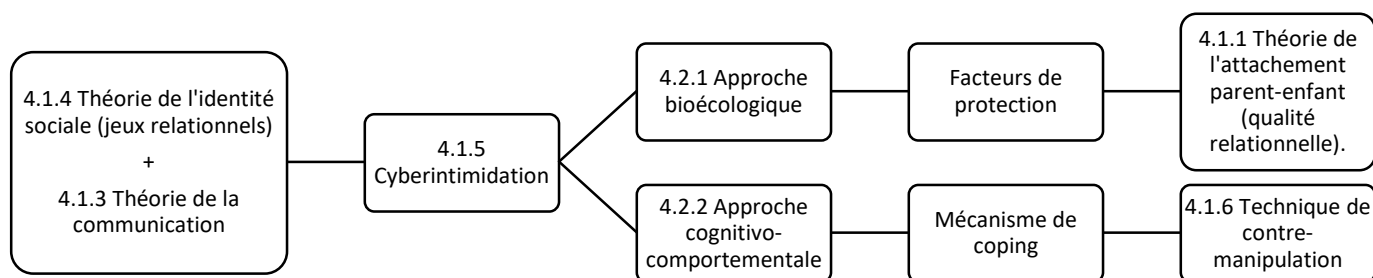 4.1.4 Théorie de l'identité
sociale (jeux relationnels)
+
4.1.3 Théorie de la
communication
4.1.5
Cyberintimidation
4.2.1 Approche
bioécologique
Facteurs de
protection
4.1.1 Théorie de
l'attachement
parent-enfant
(qualité
relationnelle).
4.2.2 Approche
cognitivo-
comportementale
Mécanisme de
coping
4.1.6 Technique de
contre-
manipulation